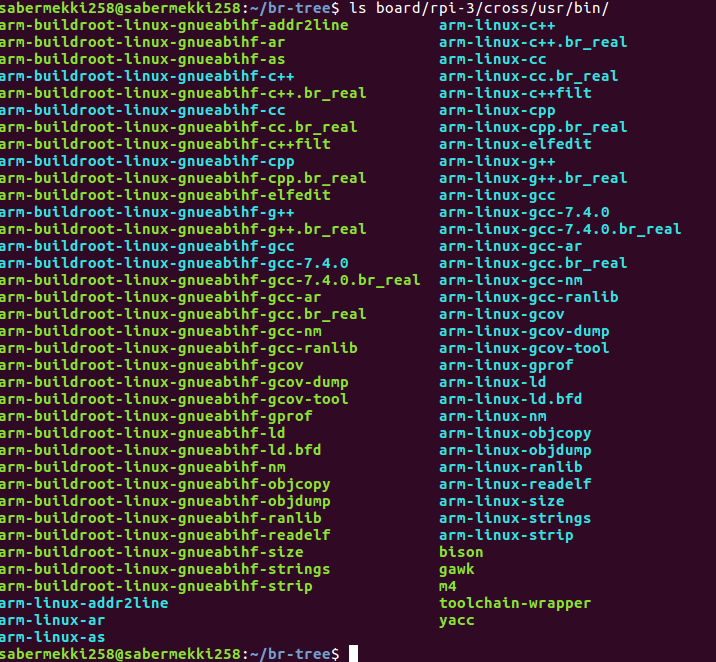 sabermekki258@sabermekki258:~/br-tree$ ls board/rpi-3/cross/usr/bin/
arm-buildroot-linux-gnueabihf-addr2line arm-linux-c++
arm-buildroot-linux-gnueabihf-ar arm-linux-c++.br_real
arm-buildroot-linux-gnueabihf-as arm-linux-cc
arm-buildroot-linux-gnueabihf-c++ arm-linux-cc.br_real
arm-buildroot-linux-gnueabihf-c++.br_real arm-linux-c++filt
arm-buildroot-linux-gnueabihf-cc arm-linux-cpp
arm-buildroot-linux-gnueabihf-cc.br_real arm-linux-cpp.br_real
arm-buildroot-linux-gnueabihf-c++filt arm-linux-elfedit
arm-buildroot-linux-gnueabihf-cpp arm-linux-g++
arm-buildroot-linux-gnueabihf-cpp.br_real arm-linux-g++.br_real
arm-buildroot-linux-gnueabihf-elfedit arm-linux-gcc
arm-buildroot-linux-gnueabihf-g++ arm-linux-gcc-7.4.0
arm-buildroot-linux-gnueabihf-g++.br_real arm-linux-gcc-7.4.0.br_real
arm-buildroot-linux-gnueabihf-gcc arm-linux-gcc-ar
arm-buildroot-linux-gnueabihf-gcc-7.4.0 arm-linux-gcc.br_real
arm-buildroot-linux-gnueabihf-gcc-7.4.0.br_real arm-linux-gcc-nm
arm-buildroot-linux-gnueabihf-gcc-ar arm-linux-gcc-ranlib
arm-buildroot-linux-gnueabihf-gcc.br_real arm-linux-gcov
arm-buildroot-linux-gnueabihf-gcc-nm arm-linux-gcov-dump
arm-buildroot-linux-gnueabihf-gcc-ranlib arm-linux-gcov-tool
arm-buildroot-linux-gnueabihf-gcov arm-linux-gprof
arm-buildroot-linux-gnueabihf-gcov-dump arm-linux-ld
arm-buildroot-linux-gnueabihf-gcov-tool arm-linux-ld.bfd
arm-buildroot-linux-gnueabihf-gprof arm-linux-nm
arm-buildroot-linux-gnueabihf-ld arm-linux-objcopy
arm-buildroot-linux-gnueabihf-ld.bfd arm-linux-objdump
arm-buildroot-linux-gnueabihf-nm arm-linux-ranlib
arm-buildroot-linux-gnueabihf-objcopy arm-linux-readelf
arm-buildroot-linux-gnueabihf-objdump arm-linux-size
arm-buildroot-linux-gnueabihf-ranlib arm-linux-strings
arm-buildroot-linux-gnueabihf-readelf arm-linux-strip
arm-buildroot-linux-gnueabihf-size bison
arm-buildroot-linux-gnueabihf-strings gawk
arm-buildroot-linux-gnueabihf-strip m4
arm-linux-addr2line toolchain-wrapper
arm-linux-ar yacc
arm-linux-as
sabermekki258@sabermekki258:~/br-tree$